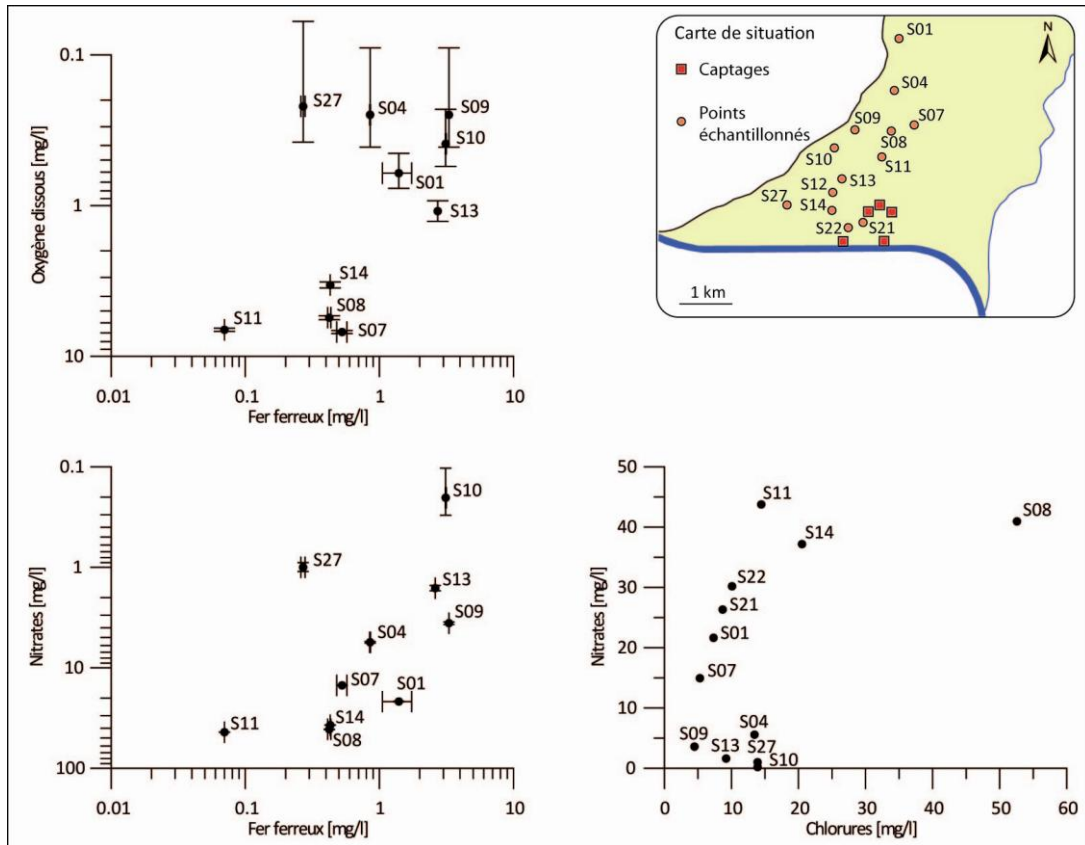 0.1
1
10
Oxygène dissous [mg/l]
S27
S04
S09
S10
S01
S13
S14
S08
S11
S07
0.01
0.1
1
10
Fer ferreux [mg/l]
Carte de situation
Captages
Points
échantillonnés
N
S01
S04
S09
S07
S08
S10
S11
S13
S12
S27
S14
S22
S21
1 km
0.1
1
10
100
Nitrates [mg/l]
S10
S27
S13
S09
S04
S07
S01
S14
S11
S08
0.01
0.1
1
10
Fer ferreux [mg/l]
50
40
30
20
10
0
Nitrates [mg/l]
S11
S08
S14
S22
S21
S01
S07
S04
S09
S13
S27
S10
0
10
20
30
40
50
60
Chlorures [mg/l]